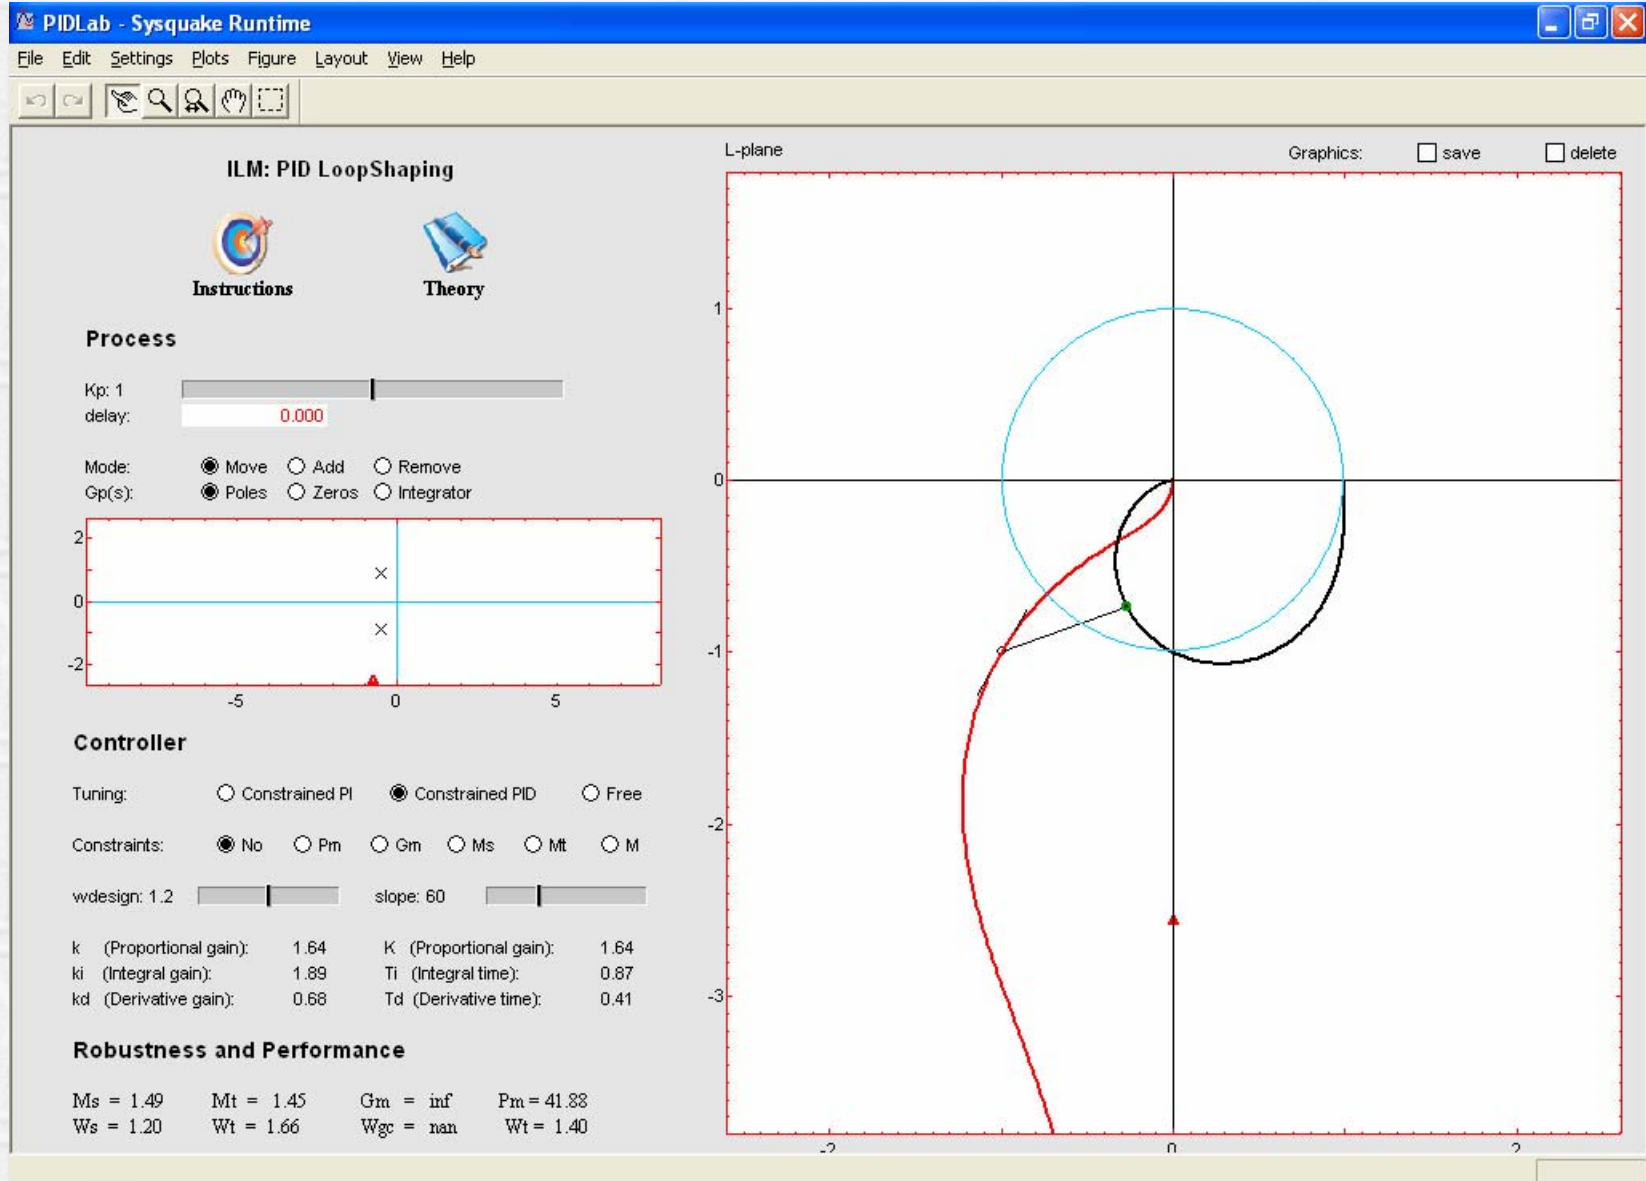 PIDLab - Sysquake Runtime
File Edit Settings Plots Figure Layout View Help
ILM: PID LoopShaping
Instructions Theory
Process
Kp: 1
delay: 0.000
Mode: Move Add Remove
Gp(s): Poles Zeros Integrator
2
0
-2
-5 0 5
Controller
Tuning: Constrained PI Constrained PID Free
Constraints: No Pm Gm Ms Mt M
wdesign: 1.2 slope: 60
k (Proportional gain): 1.64 K (Proportional gain): 1.64
ki (Integral gain): 1.89 Ti (Integral time): 0.87
kd (Derivative gain): 0.68 Td (Derivative time): 0.41
Robustness and Performance
Ms = 1.49 Mt = 1.45 Gm = inf Pm = 41.88
Ws = 1.20 Wt = 1.66 Wgc = nan Wt = 1.40
L-plane Graphics: save delete
1
0
-1
-2
-3
-2 0 2